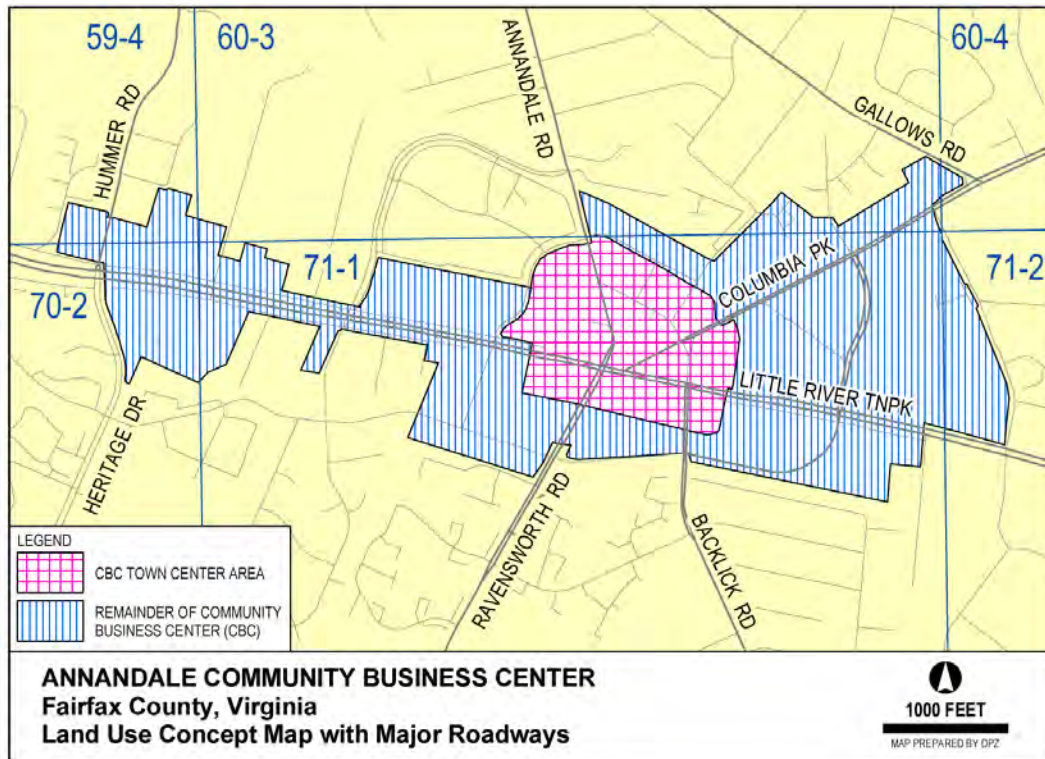 59-4
60-3
60-4
HUMMER RD
ANNANDALE RD
GALLOWS RD
70-2
71-1
COLUMBIA PK
71-2
LITTLE RIVER TNPK
HERITAGE DR
RAVENSWORTH RD
BACKLICK RD
LEGEND
CBC TOWN CENTER AREA
REMAINDER OF COMMUNITY
BUSINESS CENTER (CBC)
ANNANDALE COMMUNITY BUSINESS CENTER
Fairfax County, Virginia
Land Use Concept Map with Major Roadways
1000 FEET
MAP PREPARED BY DPZ